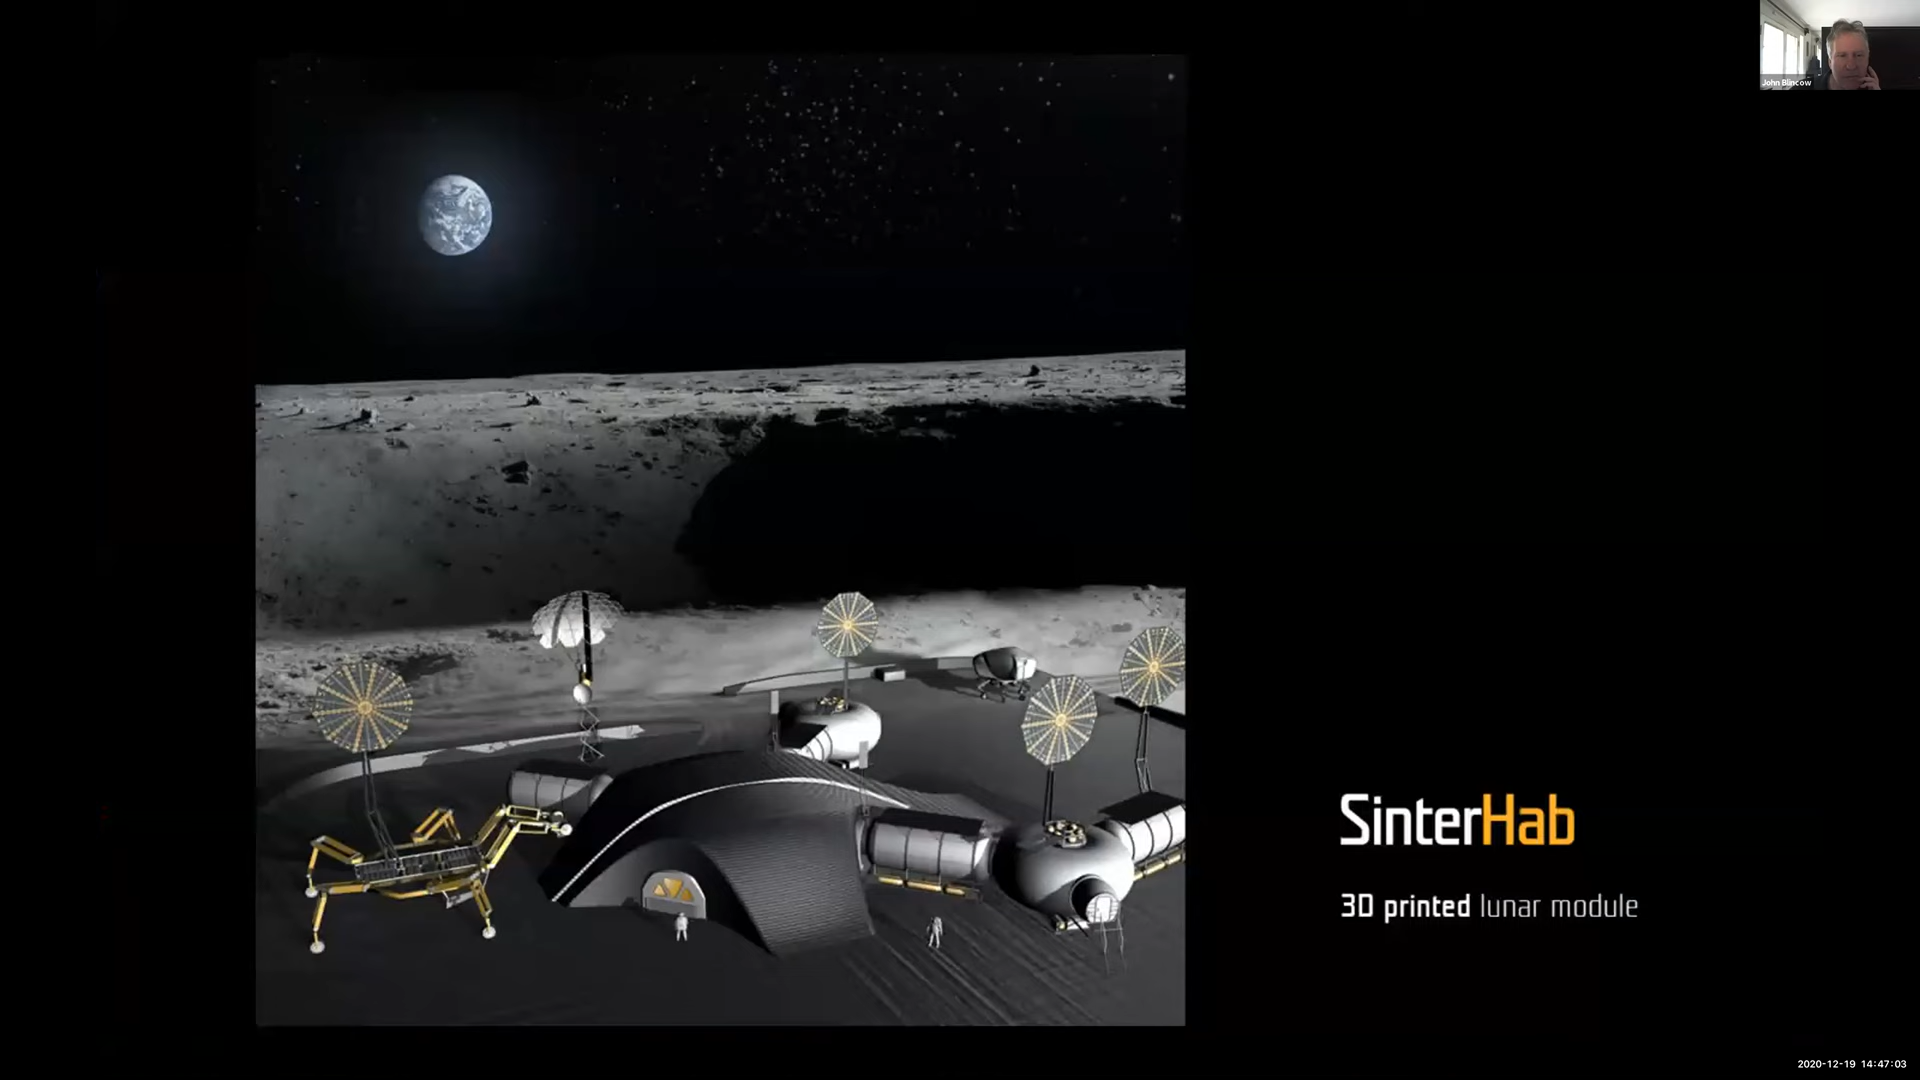 John Blincow
SinterHab
3D printed lunar module
2020-12-19 14:47:03